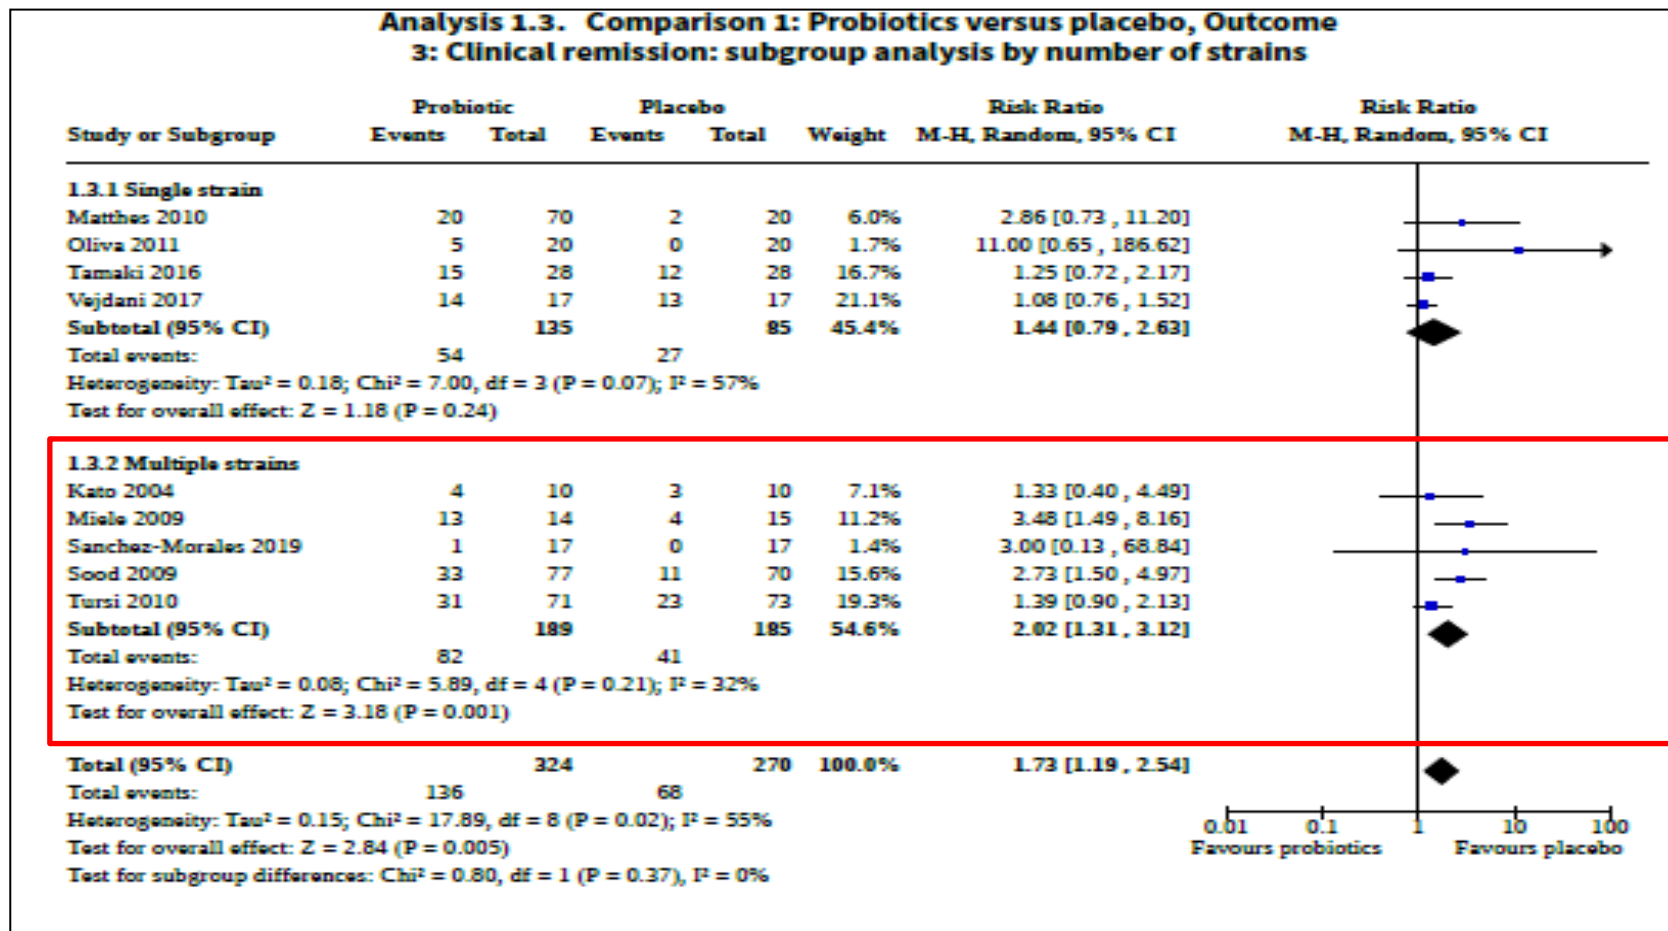 Analysis 1.3. Comparison 1: Probiotics versus placebo, Outcome
3: Clinical remission: subgroup analysis by number of strains
Probiotic Placebo Risk Ratio Risk Ratio
Study or Subgroup Events Total Events Total Weight M-H, Random, 95% CI M-H, Random, 95% CI
1.3.1 Single strain
Matthes 2010 20 70 2 20 6.0% 2.86 [0.73 , 11.20]
Oliva 2011 5 20 0 20 1.7% 11.00 [0.65 , 186.62]
Tamaki 2016 15 28 12 28 16.7% 1.25 [0.72 , 2.17]
Vejdani 2017 14 17 13 17 21.1% 1.08 [0.76 , 1.52]
Subtotal (95% CI) 135 85 45.4% 1.44 [0.79 , 2.63]
Total events: 54 27
Heterogeneity: Tau² = 0.18; Chi² = 7.00, df = 3 (P = 0.07); I² = 57%
Test for overall effect: Z = 1.18 (P = 0.24)
1.3.2 Multiple strains
Kato 2004 4 10 3 10 7.1% 1.33 [0.40 , 4.49]
Miele 2009 13 14 4 15 11.2% 3.48 [1.49 , 8.16]
Sanchez-Morales 2019 1 17 0 17 1.4% 3.00 [0.13 , 68.84]
Sood 2009 33 77 11 70 15.6% 2.73 [1.50 , 4.97]
Tursi 2010 31 71 23 73 19.3% 1.39 [0.90 , 2.13]
Subtotal (95% CI) 189 185 54.6% 2.02 [1.31 , 3.12]
Total events: 82 41
Heterogeneity: Tau² = 0.08; Chi² = 5.89, df = 4 (P = 0.21); I² = 32%
Test for overall effect: Z = 3.18 (P = 0.001)
Total (95% CI) 324 270 100.0% 1.73 [1.19 , 2.54]
Total events: 136 68
Heterogeneity: Tau² = 0.15; Chi² = 17.89, df = 8 (P = 0.02); I² = 55%
0.01 0.1 1 10 100
Test for overall effect: Z = 2.84 (P = 0.005) Favours probiotics Favours placebo
Test for subgroup differences: Chi² = 0.80, df = 1 (P = 0.37), I² = 0%